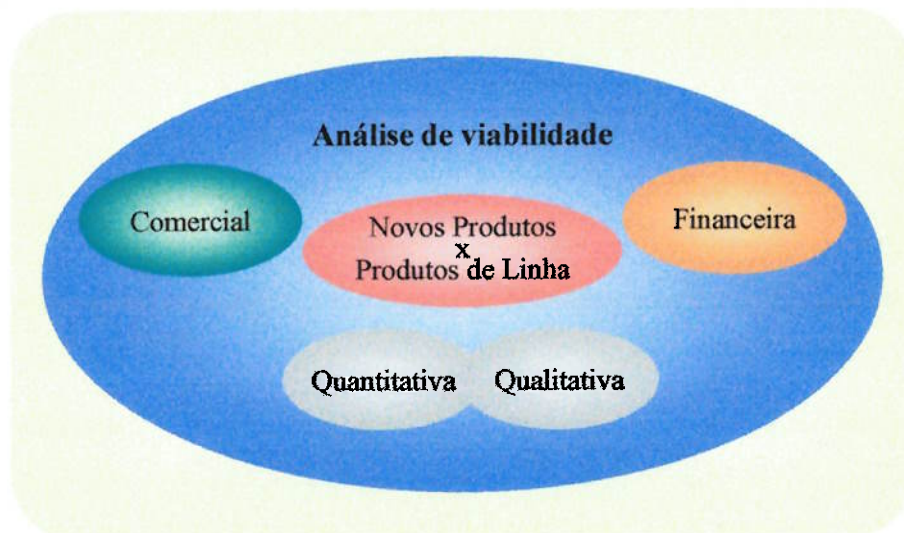 Análise de viabilidade
Comercial
Novos Produtos
x
Produtos de Linha
Financeira
Quantitativa
Qualitativa